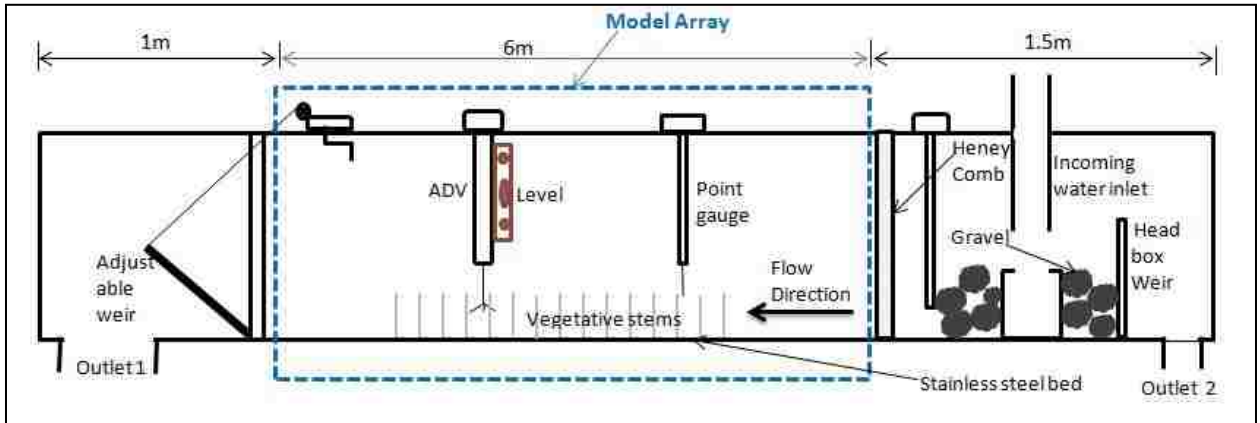 Model Array
1m
6m
1.5m
Heney
Comb
Incoming
water inlet
ADV
Level
Point
gauge
Gravel
Head
box
Weir
Adjust
able
weir
Flow
Direction
Vegetative stems
Outlet 1
Stainless steel bed
Outlet 2